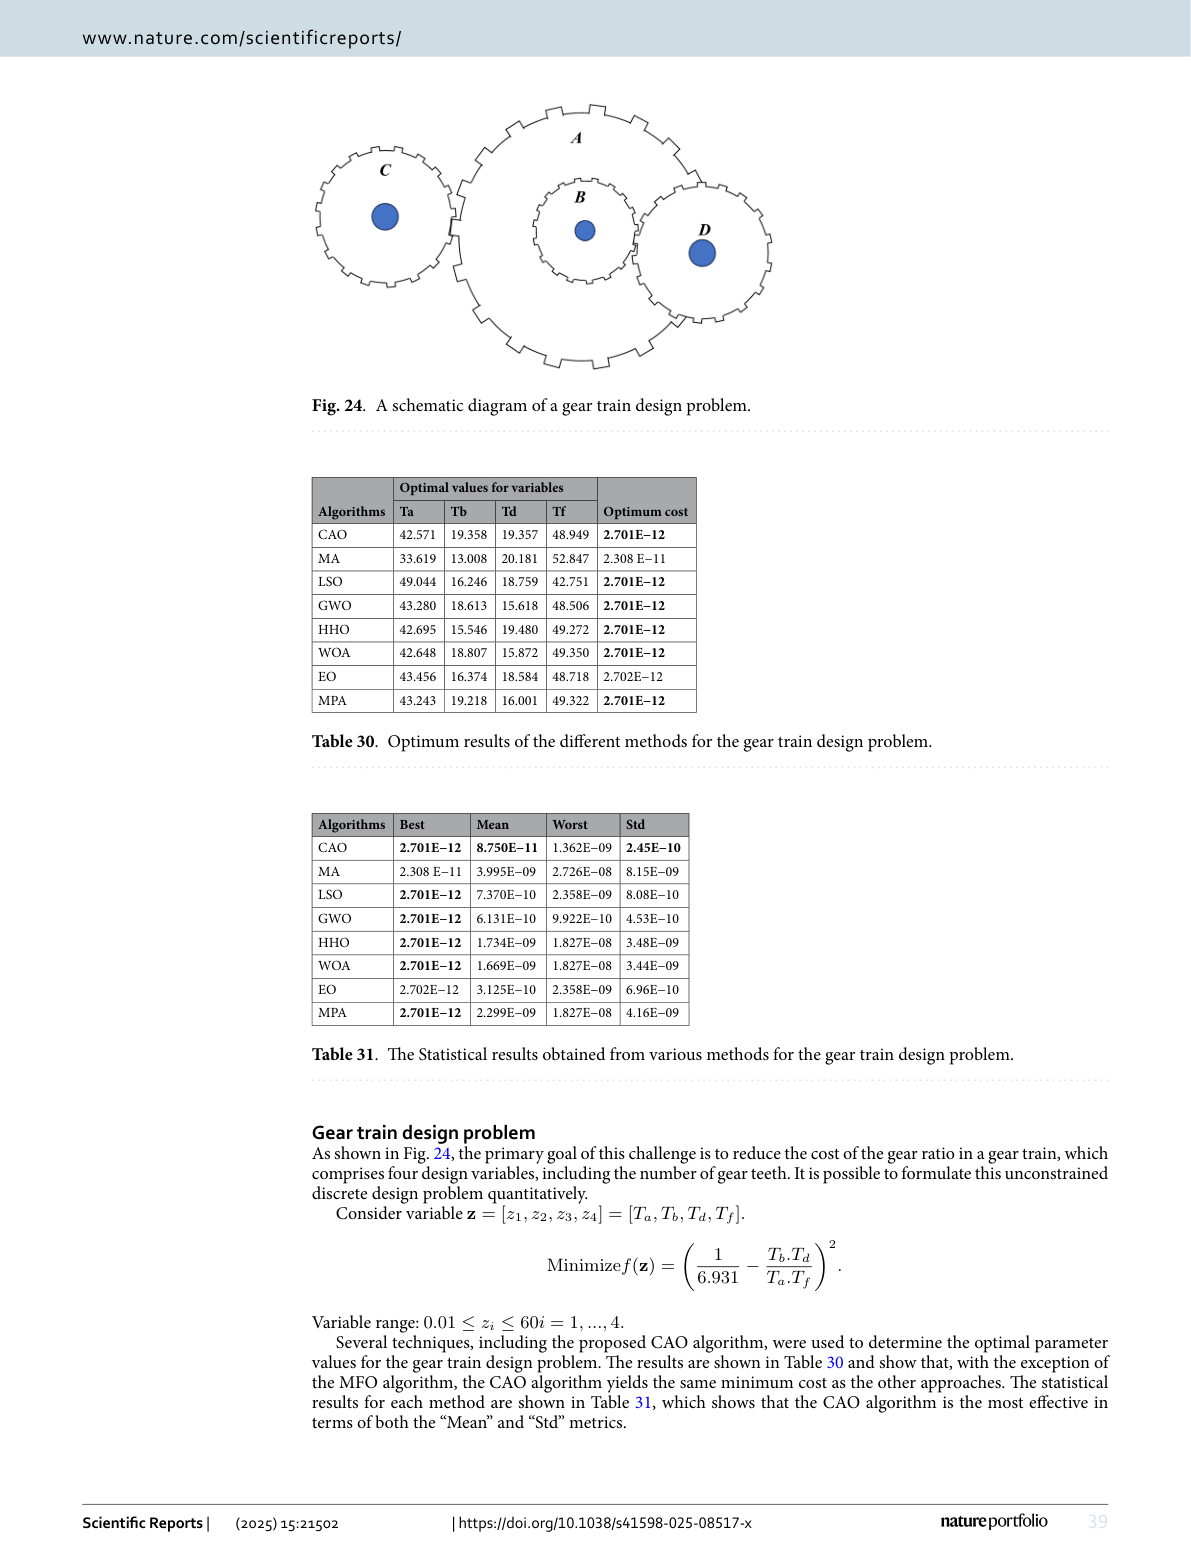 www.nature.com/scientificreports/
A
C
B
D
Fig. 24. A schematic diagram of a gear train design problem.
Optimal values for variables
Algorithms Ta Tb Td Tf Optimum cost
CAO 42.571 19.358 19.357 48.949 2.701E−12
MA 33.619 13.008 20.181 52.847 2.308 E−11
LSO 49.044 16.246 18.759 42.751 2.701E−12
GWO 43.280 18.613 15.618 48.506 2.701E−12
HHO 42.695 15.546 19.480 49.272 2.701E−12
WOA 42.648 18.807 15.872 49.350 2.701E−12
EO 43.456 16.374 18.584 48.718 2.702E−12
MPA 43.243 19.218 16.001 49.322 2.701E−12
Table 30. Optimum results of the different methods for the gear train design problem.
Algorithms Best Mean Worst Std
CAO 2.701E−12 8.750E−11 1.362E−09 2.45E−10
MA 2.308 E−11 3.995E−09 2.726E−08 8.15E−09
LSO 2.701E−12 7.370E−10 2.358E−09 8.08E−10
GWO 2.701E−12 6.131E−10 9.922E−10 4.53E−10
HHO 2.701E−12 1.734E−09 1.827E−08 3.48E−09
WOA 2.701E−12 1.669E−09 1.827E−08 3.44E−09
EO 2.702E−12 3.125E−10 2.358E−09 6.96E−10
MPA 2.701E−12 2.299E−09 1.827E−08 4.16E−09
Table 31. The Statistical results obtained from various methods for the gear train design problem.
Gear train design problem
As shown in Fig. 24, the primary goal of this challenge is to reduce the cost of the gear ratio in a gear train, which
comprises four design variables, including the number of gear teeth. It is possible to formulate this unconstrained
discrete design problem quantitatively.
Consider variable z = [z₁, z₂, z₃, z₄] = [Tₐ, T_b, T_d, T_f].
Minimizef(z) = (1/6.931 − T_b.T_d/T_a.T_f)².
Variable range: 0.01 ≤ zᵢ ≤ 60i = 1, ..., 4.
Several techniques, including the proposed CAO algorithm, were used to determine the optimal parameter
values for the gear train design problem. The results are shown in Table 30 and show that, with the exception of
the MFO algorithm, the CAO algorithm yields the same minimum cost as the other approaches. The statistical
results for each method are shown in Table 31, which shows that the CAO algorithm is the most effective in
terms of both the “Mean” and “Std” metrics.
Scientific Reports | (2025) 15:21502 | https://doi.org/10.1038/s41598-025-08517-x nature portfolio 39